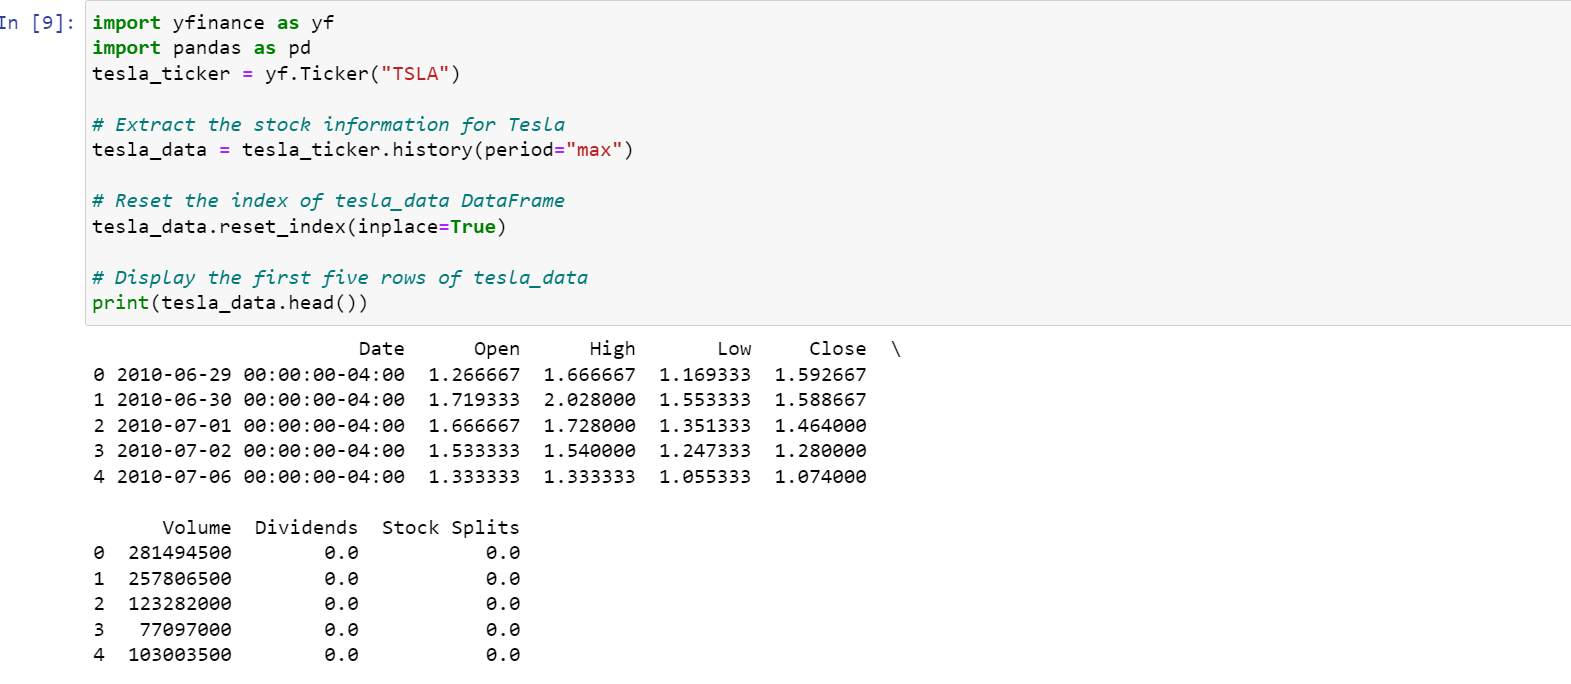 In [9]: import yfinance as yf
import pandas as pd
tesla_ticker = yf.Ticker("TSLA")
# Extract the stock information for Tesla
tesla_data = tesla_ticker.history(period="max")
# Reset the index of tesla_data DataFrame
tesla_data.reset_index(inplace=True)
# Display the first five rows of tesla_data
print(tesla_data.head())
Date Open High Low Close \
0 2010-06-29 00:00:00-04:00 1.266667 1.666667 1.169333 1.592667
1 2010-06-30 00:00:00-04:00 1.719333 2.028000 1.553333 1.588667
2 2010-07-01 00:00:00-04:00 1.666667 1.728000 1.351333 1.464000
3 2010-07-02 00:00:00-04:00 1.533333 1.540000 1.247333 1.280000
4 2010-07-06 00:00:00-04:00 1.333333 1.333333 1.055333 1.074000
Volume Dividends Stock Splits
0 281494500 0.0 0.0
1 257806500 0.0 0.0
2 123282000 0.0 0.0
3 77097000 0.0 0.0
4 103003500 0.0 0.0